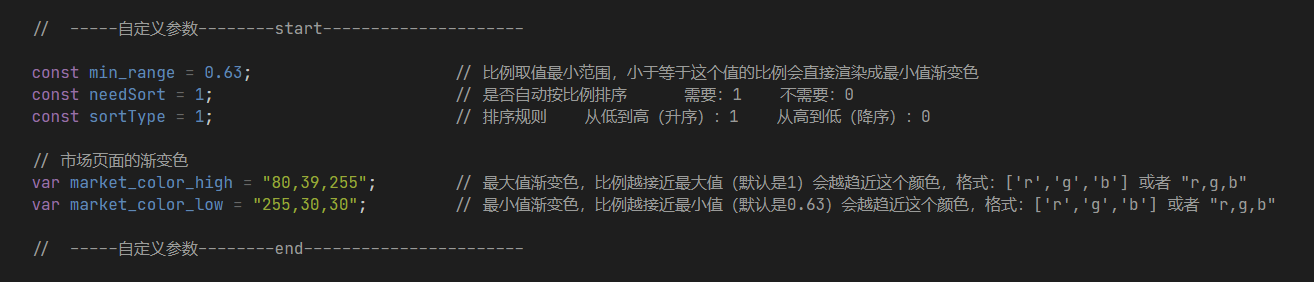 //  -----自定义参数--------start---------------------
const min_range = 0.63;                     // 比例取值最小范围，小于等于这个值的比例会直接渲染成最小值渐变色
const needSort = 1;                         // 是否自动按比例排序      需要：1    不需要：0
const sortType = 1;                         // 排序规则    从低到高（升序）：1    从高到低（降序）：0
// 市场页面的渐变色
var market_color_high = "80,39,255";        // 最大值渐变色，比例越接近最大值（默认是1）会越趋近这个颜色，格式：['r','g','b'] 或者 "r,g,b"
var market_color_low = "255,30,30";         // 最小值渐变色，比例越接近最小值（默认是0.63）会越趋近这个颜色，格式：['r','g','b'] 或者 "r,g,b"
//  -----自定义参数--------end-----------------------